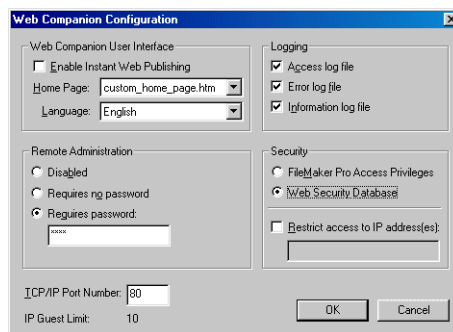 Web Companion Configuration
Web Companion User Interface
Enable Instant Web Publishing
Home Page: custom_home_page.htm
Language: English
Logging
Access log file
Error log file
Information log file
Remote Administration
Disabled
Requires no password
Requires password:
****
Security
FileMaker Pro Access Privileges
Web Security Database
Restrict access to IP address(es):
TCP/IP Port Number: 80
IP Guest Limit: 10
OK Cancel